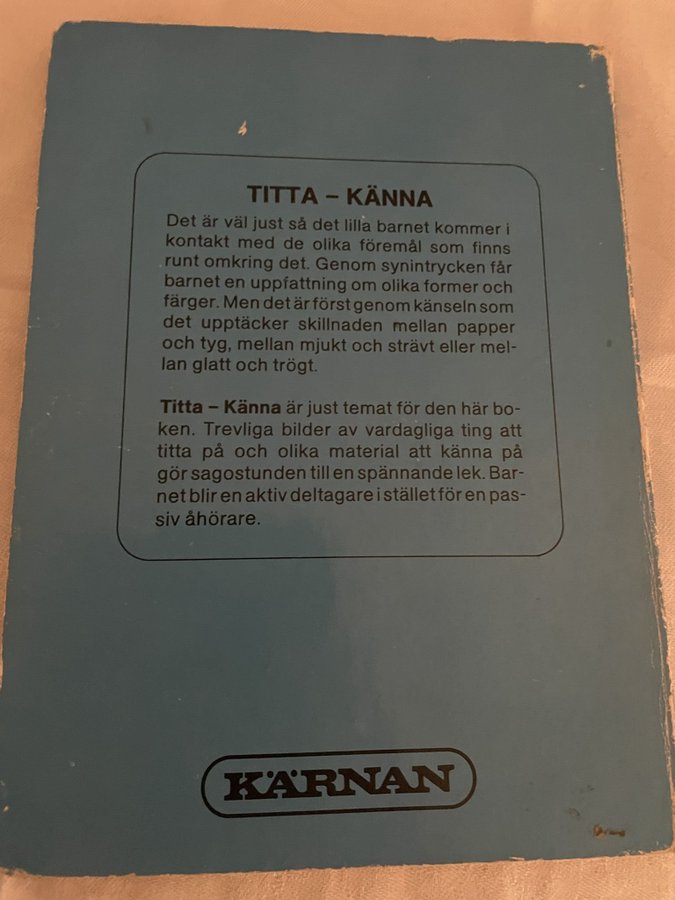 TITTA – KÄNNA
Det är väl just så det lilla barnet kommer i
kontakt med de olika föremål som finns
runt omkring det. Genom synintrycken får
barnet en uppfattning om olika former och
färger. Men det är först genom känseln som
det upptäcker skillnaden mellan papper
och tyg, mellan mjukt och strävt eller mel-
lan glatt och trögt.
Titta – Känna är just temat för den här bo-
ken. Trevliga bilder av vardagliga ting att
titta på och olika material att känna på
gör sagostunden till en spännande lek. Bar-
net blir en aktiv deltagare i stället för en pas-
siv åhörare.
KÄRNAN